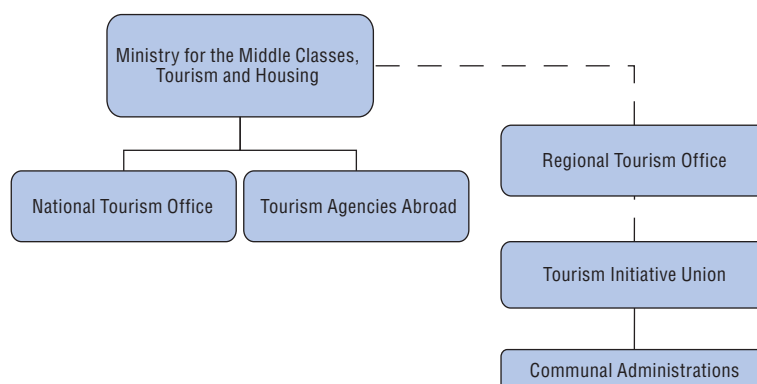 Ministry for the Middle Classes,
Tourism and Housing
Regional Tourism Office
National Tourism Office
Tourism Agencies Abroad
Tourism Initiative Union
Communal Administrations